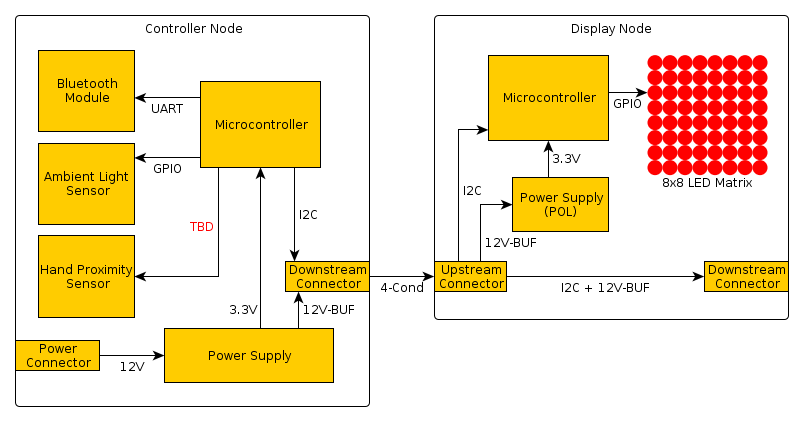 Controller Node
Bluetooth
Module
UART
Microcontroller
Ambient Light
Sensor
GPIO
TBD
I2C
Hand Proximity
Sensor
Downstream
Connector
3.3V
12V-BUF
Power
Connector
12V
Power Supply
4-Cond
Display Node
Microcontroller
GPIO
8x8 LED Matrix
3.3V
I2C
Power Supply
(POL)
12V-BUF
Upstream
Connector
I2C + 12V-BUF
Downstream
Connector